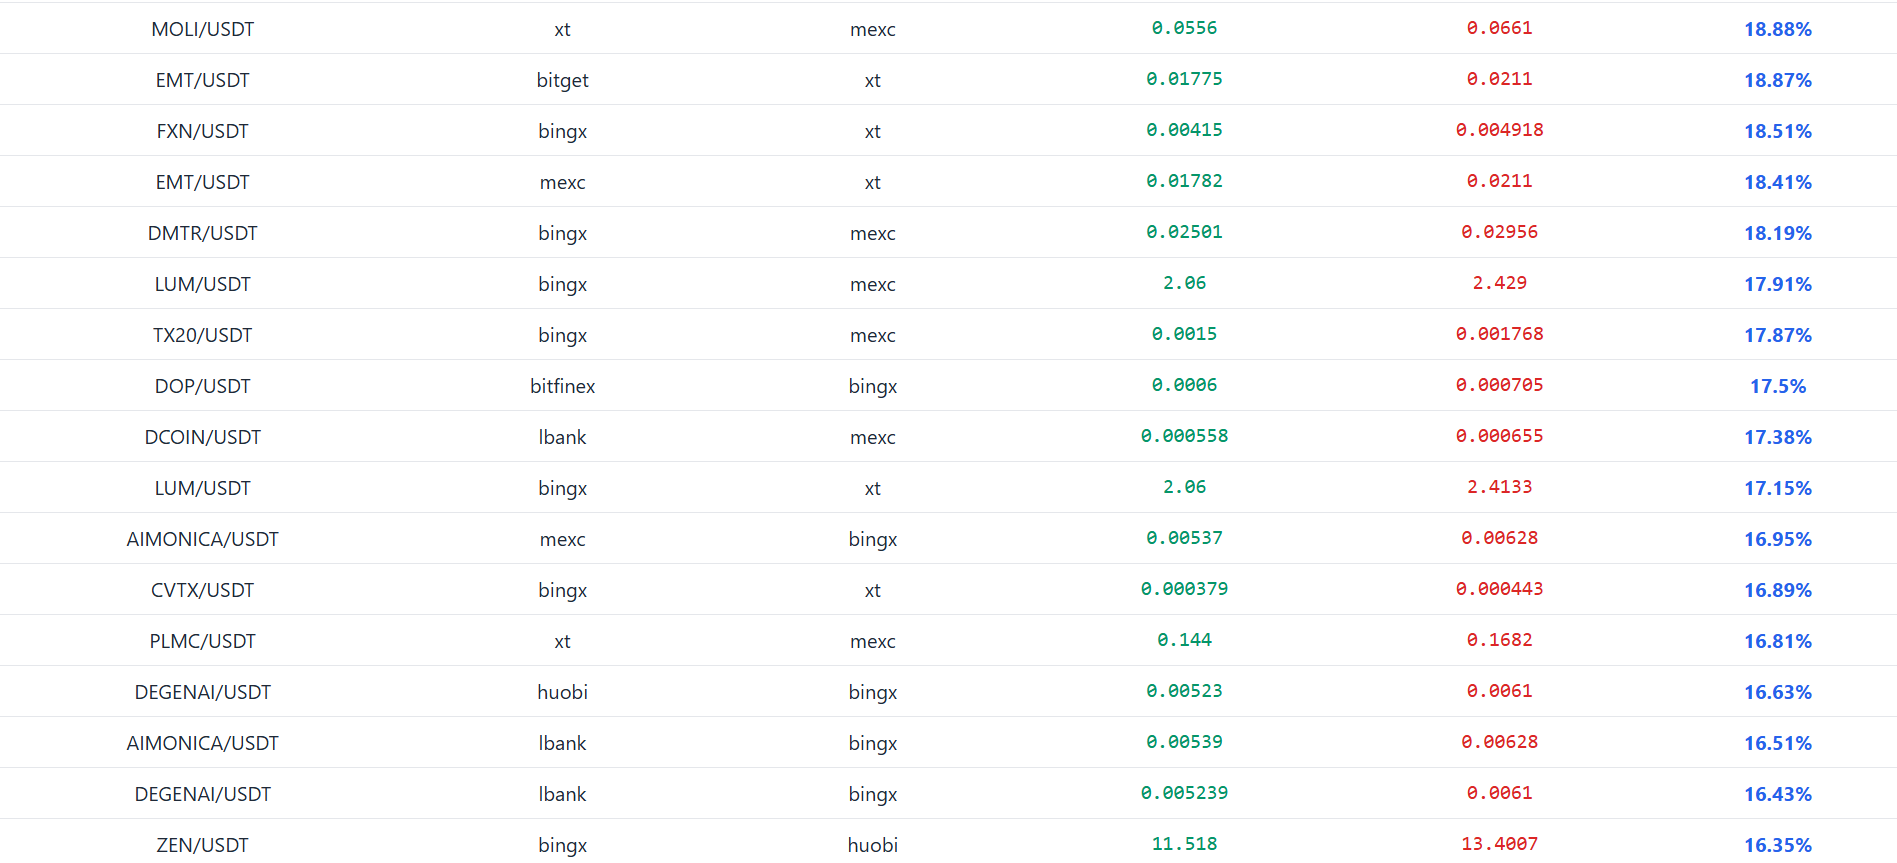 MOLI/USDT xt mexc 0.0556 0.0661 18.88%
EMT/USDT bitget xt 0.01775 0.0211 18.87%
FXN/USDT bingx xt 0.00415 0.004918 18.51%
EMT/USDT mexc xt 0.01782 0.0211 18.41%
DMTR/USDT bingx mexc 0.02501 0.02956 18.19%
LUM/USDT bingx mexc 2.06 2.429 17.91%
TX20/USDT bingx mexc 0.0015 0.001768 17.87%
DOP/USDT bitfinex bingx 0.0006 0.000705 17.5%
DCOIN/USDT lbank mexc 0.000558 0.000655 17.38%
LUM/USDT bingx xt 2.06 2.4133 17.15%
AIMONICA/USDT mexc bingx 0.00537 0.00628 16.95%
CVTX/USDT bingx xt 0.000379 0.000443 16.89%
PLMC/USDT xt mexc 0.144 0.1682 16.81%
DEGENAI/USDT huobi bingx 0.00523 0.0061 16.63%
AIMONICA/USDT lbank bingx 0.00539 0.00628 16.51%
DEGENAI/USDT lbank bingx 0.005239 0.0061 16.43%
ZEN/USDT bingx huobi 11.518 13.4007 16.35%